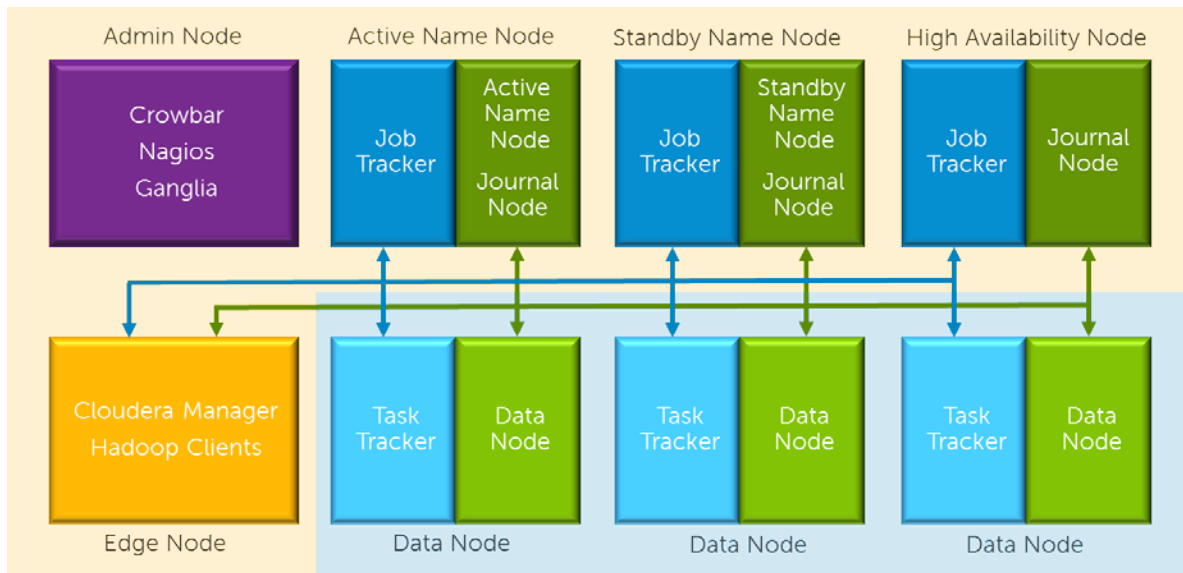 Admin Node
Active Name Node
Standby Name Node
High Availability Node
Crowbar
Nagios
Ganglia
Job
Tracker
Active
Name
Node
Journal
Node
Job
Tracker
Standby
Name
Node
Journal
Node
Job
Tracker
Journal
Node
Cloudera Manager
Hadoop Clients
Task
Tracker
Data
Node
Task
Tracker
Data
Node
Task
Tracker
Data
Node
Edge Node
Data Node
Data Node
Data Node